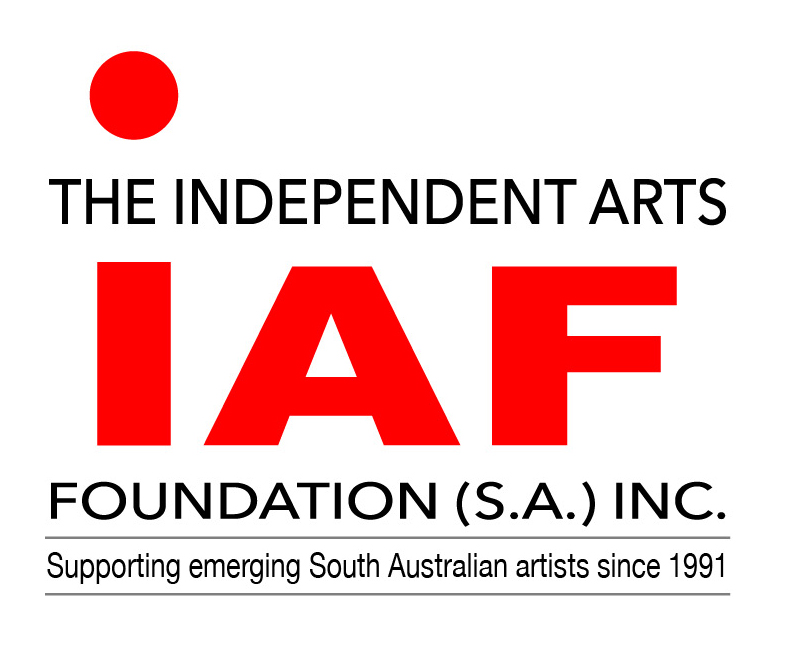 THE INDEPENDENT ARTS
IAF
FOUNDATION (S.A.) INC.
Supporting emerging South Australian artists since 1991